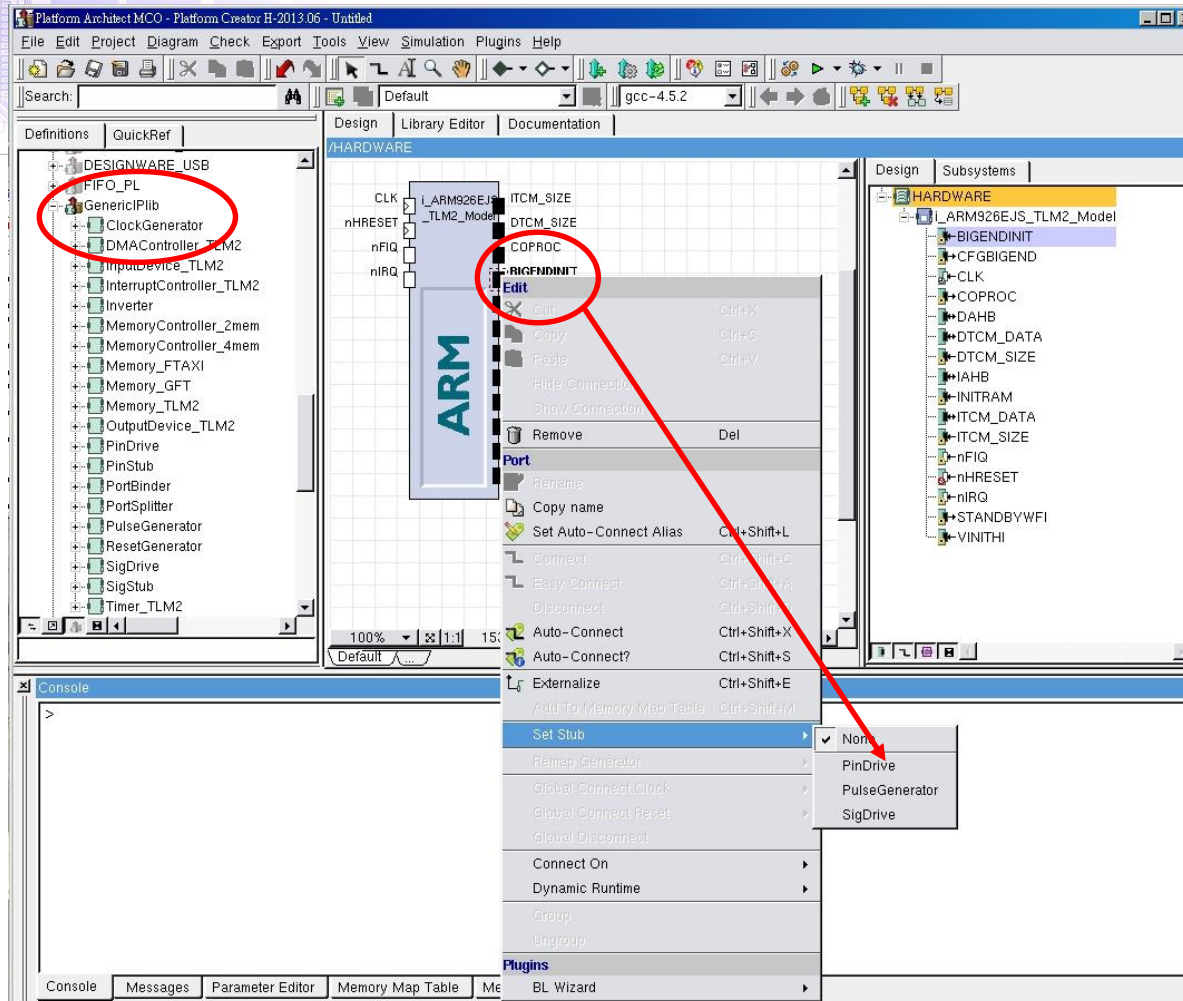 Platform Architect MCO - Platform Creator H-2013.06 - Untitled
File Edit Project Diagram Check Export Tools View Simulation Plugins Help
Search:
Default
gcc-4.5.2
Definitions
QuickRef
DESIGNWARE_USB
FIFO_PL
GenericIPlib
ClockGenerator
DMAController_TLM2
InputDevice_TLM2
InterruptController_TLM2
Inverter
MemoryController_2mem
MemoryController_4mem
Memory_FTAXI
Memory_GFT
Memory_TLM2
OutputDevice_TLM2
PinDrive
PinStub
PortBinder
PortSplitter
PulseGenerator
ResetGenerator
SigDrive
SigStub
Timer_TLM2
Design
Library Editor
Documentation
/HARDWARE
CLK
nHRESET
nFIQ
nIRQ
i_ARM926EJS
_TLM2_Model
ITCM_SIZE
DTCM_SIZE
COPROC
BIGENDINIT
ARM
100%
1:1
Default
...
Edit
Cut Ctrl+X
Copy Ctrl+C
Paste Ctrl+V
Hide Connection
Show Connection
Remove Del
Port
Rename
Copy name
Set Auto-Connect Alias Ctrl+Shift+L
Connect Ctrl+Shift+C
Easy Connect Ctrl+Shift+A
Disconnect Ctrl+Shift+
Auto-Connect Ctrl+Shift+X
Auto-Connect? Ctrl+Shift+S
Externalize Ctrl+Shift+E
Add To Memory Map Table Ctrl+Shift+M
Set Stub
Remap Generator
Global Connect Clock
Global Connect Reset
Global Disconnect
Connect On
Dynamic Runtime
Group
Ungroup
Plugins
BL Wizard
None
PinDrive
PulseGenerator
SigDrive
Design
Subsystems
HARDWARE
i_ARM926EJS_TLM2_Model
BIGENDINIT
CFGBIGEND
CLK
COPROC
DAHB
DTCM_DATA
DTCM_SIZE
IAHB
INITRAM
ITCM_DATA
ITCM_SIZE
nFIQ
nHRESET
nIRQ
STANDBYWFI
VINITHI
Console
>
Console
Messages
Parameter Editor
Memory Map Table